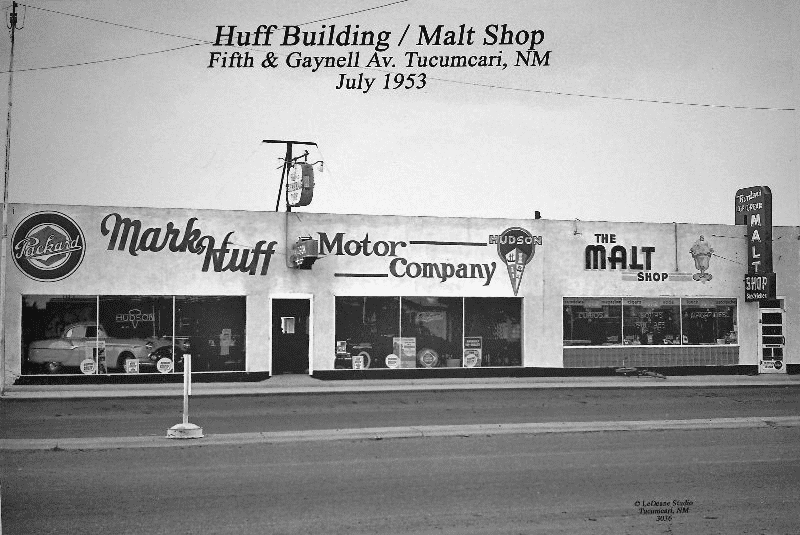 Huff Building / Malt Shop
Fifth & Gaynell Av. Tucumcari, NM
July 1953
Packard
Mark Huff
Motor
Company
HUDSON
THE
MALT
SHOP
MALT
SHOP
HUDSON
© LeDeane Studio
Tucumcari, NM
3036